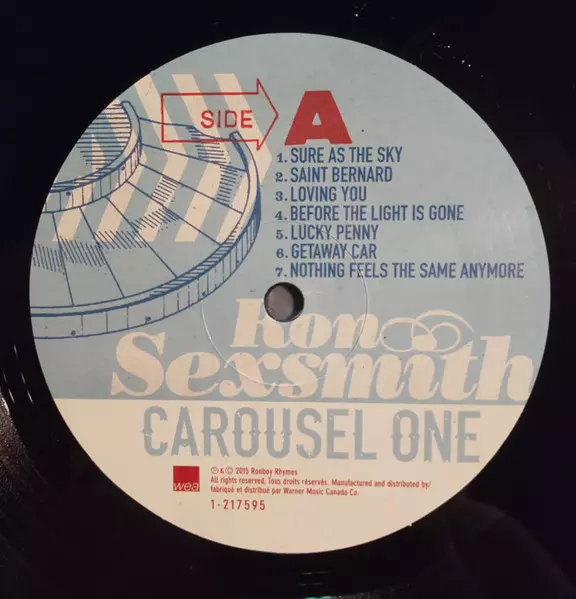 SIDE A
1. SURE AS THE SKY
2. SAINT BERNARD
3. LOVING YOU
4. BEFORE THE LIGHT IS GONE
5. LUCKY PENNY
6. GETAWAY CAR
7. NOTHING FEELS THE SAME ANYMORE
Ron
Sexsmith
CAROUSEL ONE
wea
℗ & © 2015 Ronboy Rhymes
All rights reserved. Tous droits réservés. Manufactured and distributed by/
fabriqué et distribué par Warner Music Canada Co.
1-217595